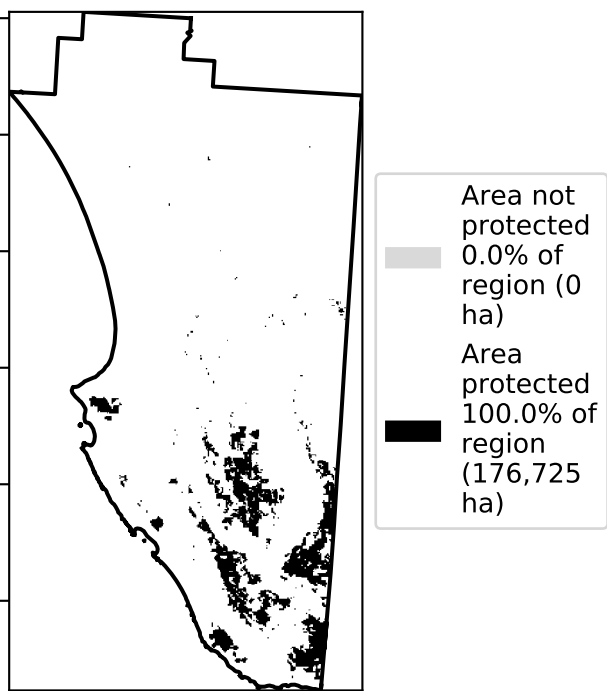 Area not
protected
0.0% of
region (0
ha)
Area
protected
100.0% of
region
(176,725
ha)